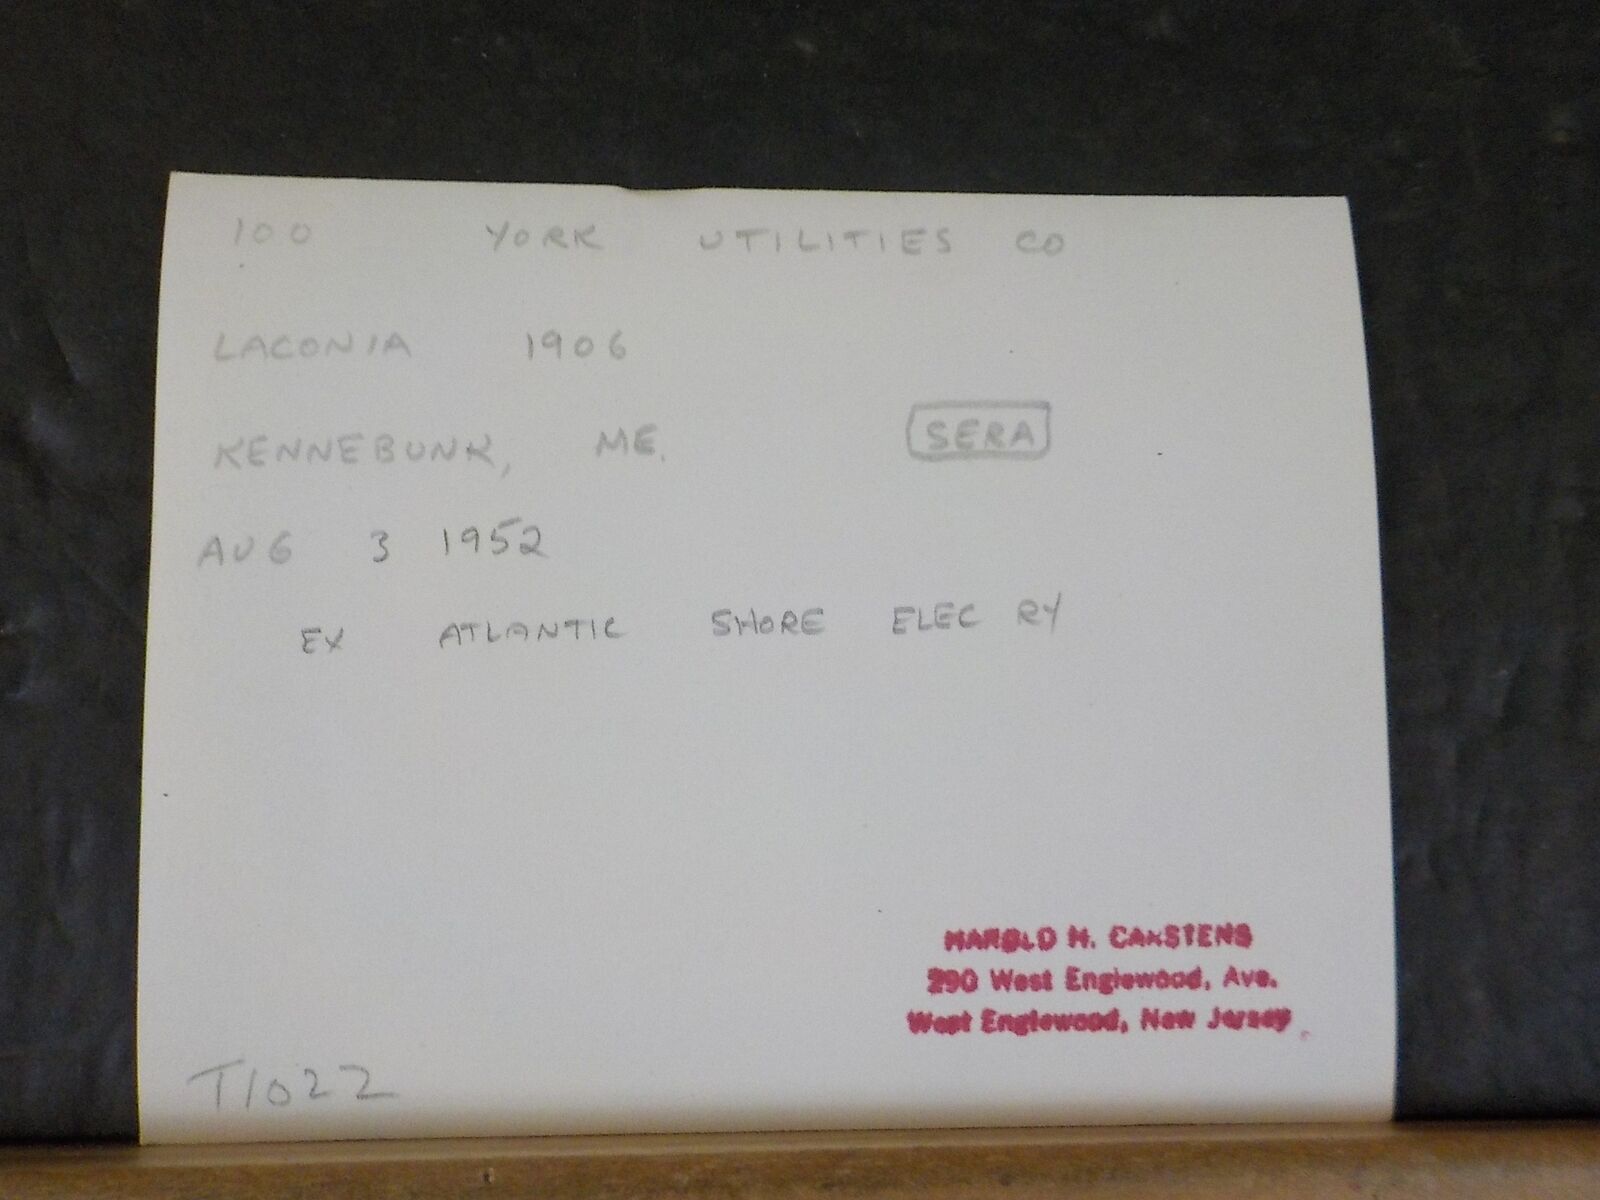 100 YORK UTILITIES CO
LACONIA 1906
KENNEBUNK, ME. SERA
AUG 3 1952
EX ATLANTIC SHORE ELEC RY
HAROLD H. CARSTENS
290 West Englewood, Ave.
West Englewood, New Jersey
T1022